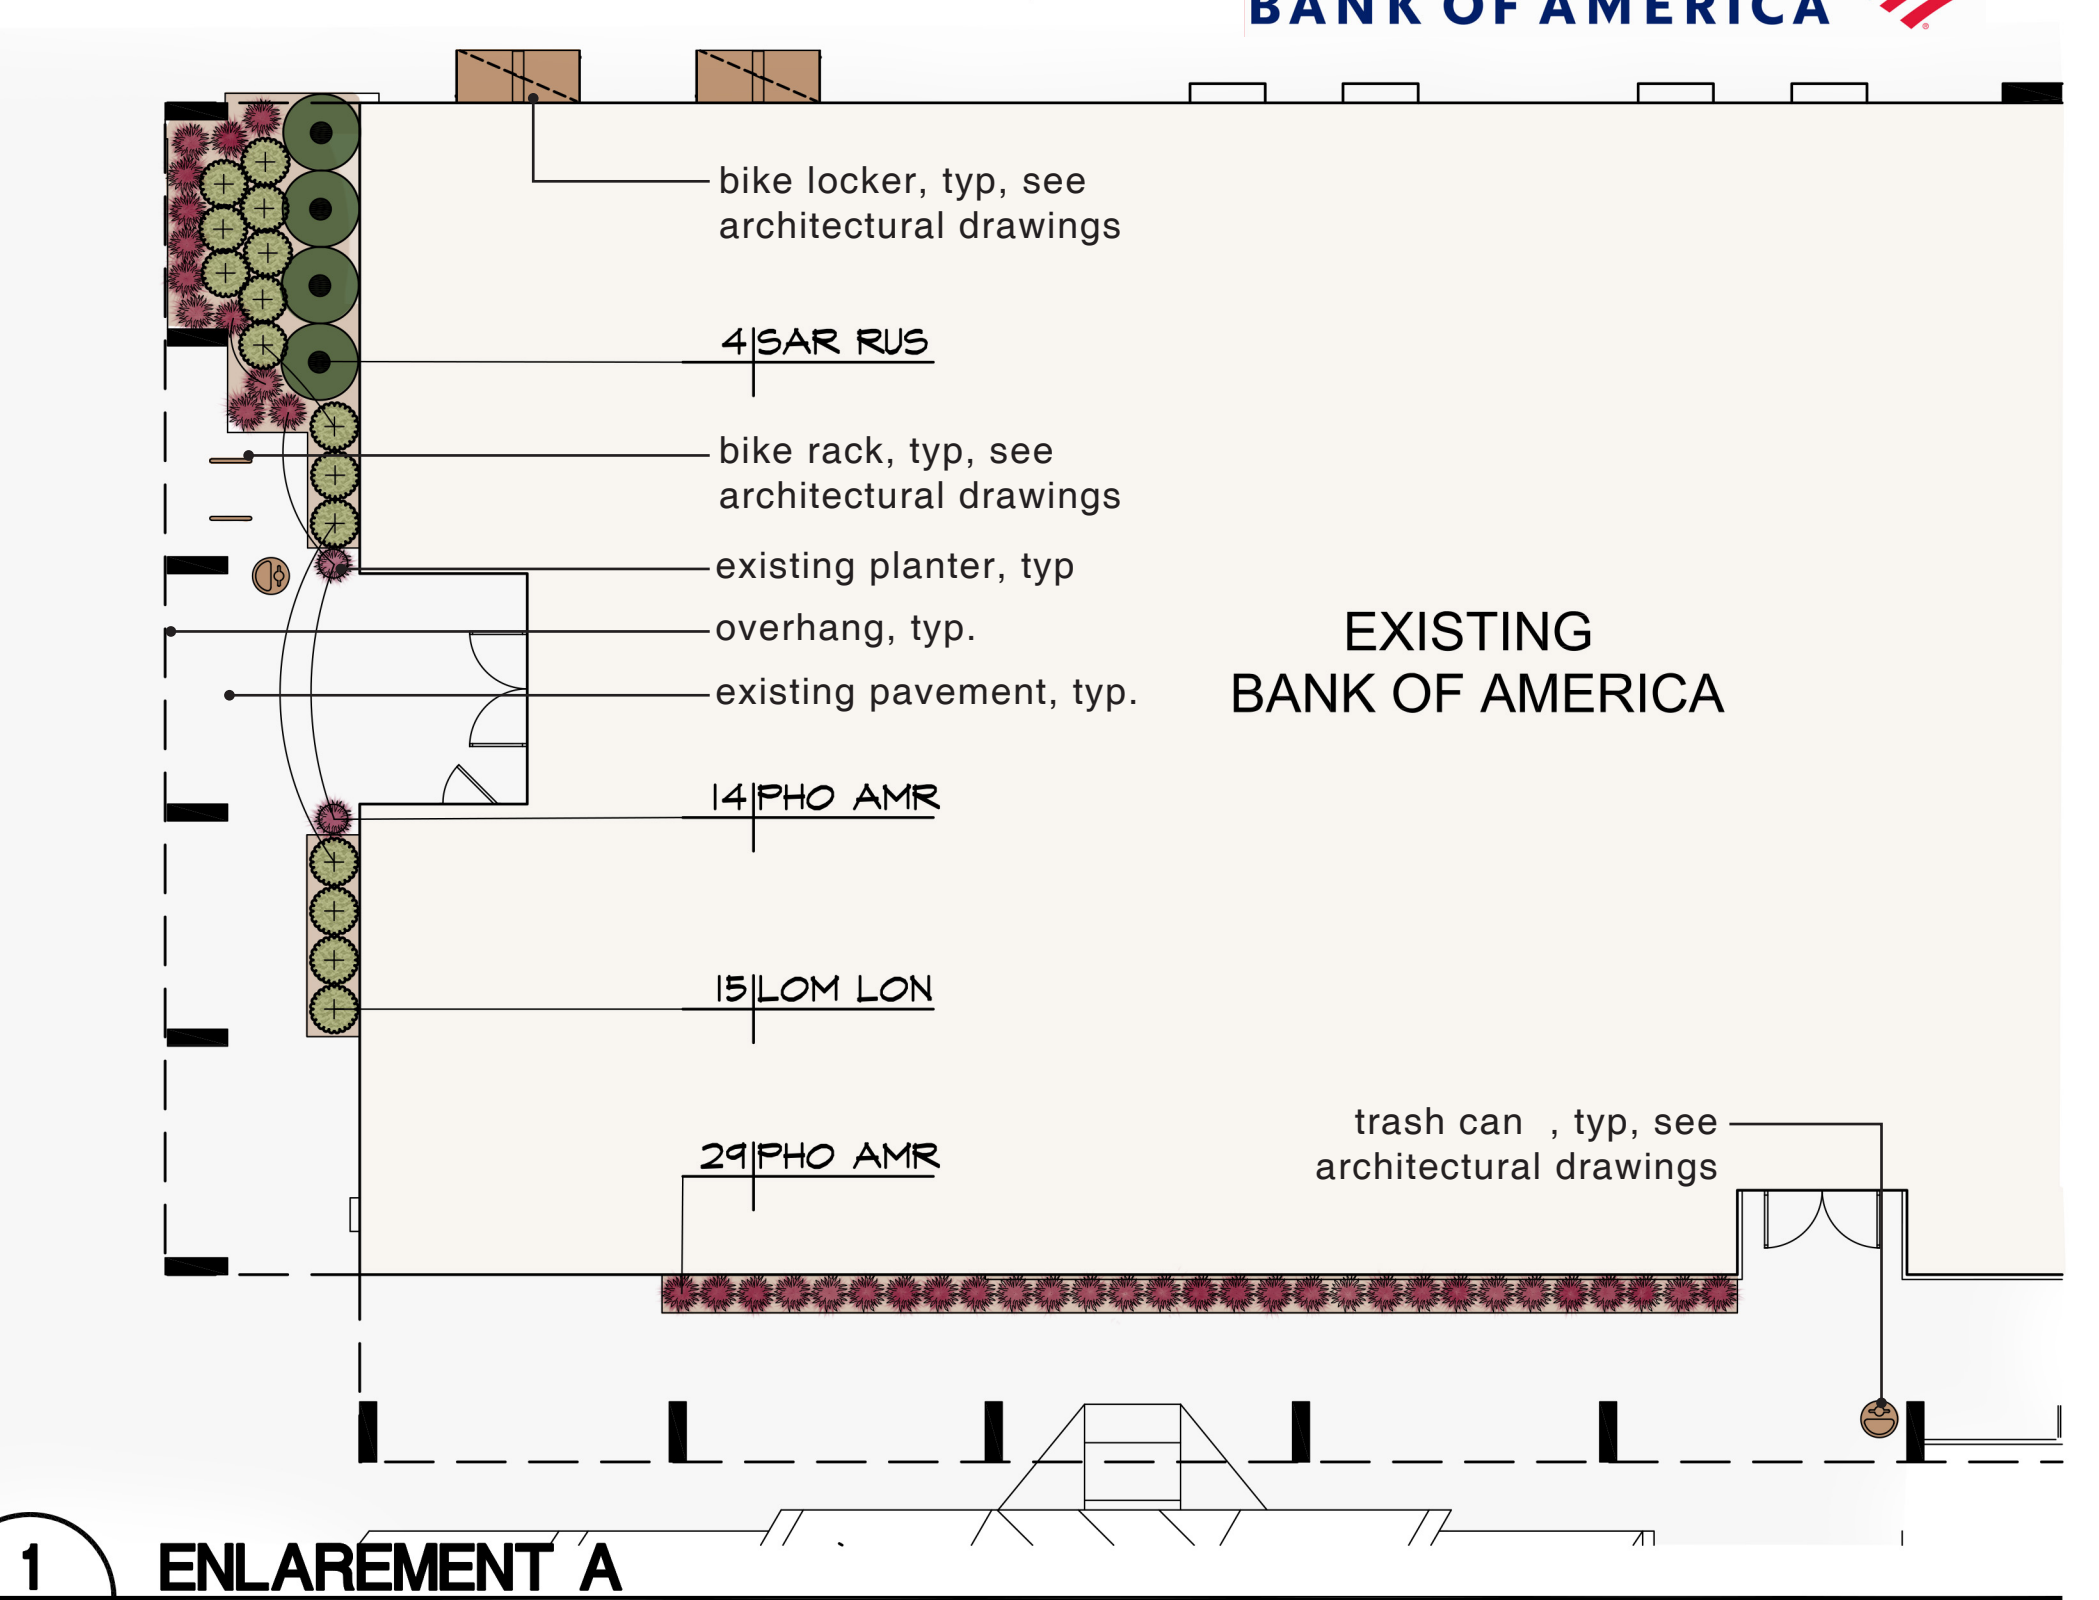 BANK OF AMERICA
bike locker, typ, see
architectural drawings
4|SAR RUS
bike rack, typ, see
architectural drawings
existing planter, typ
overhang, typ.
existing pavement, typ.
EXISTING
BANK OF AMERICA
14|PHO AMR
15|LOM LON
29|PHO AMR
trash can , typ, see
architectural drawings
1 ENLAREMENT A